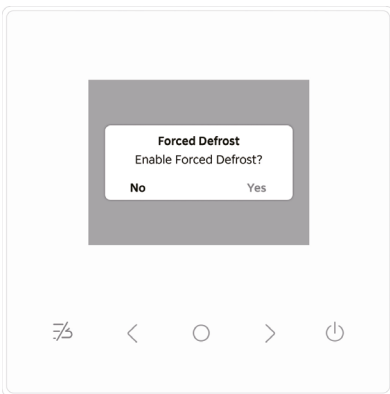 Forced Defrost
Enable Forced Defrost?
No Yes